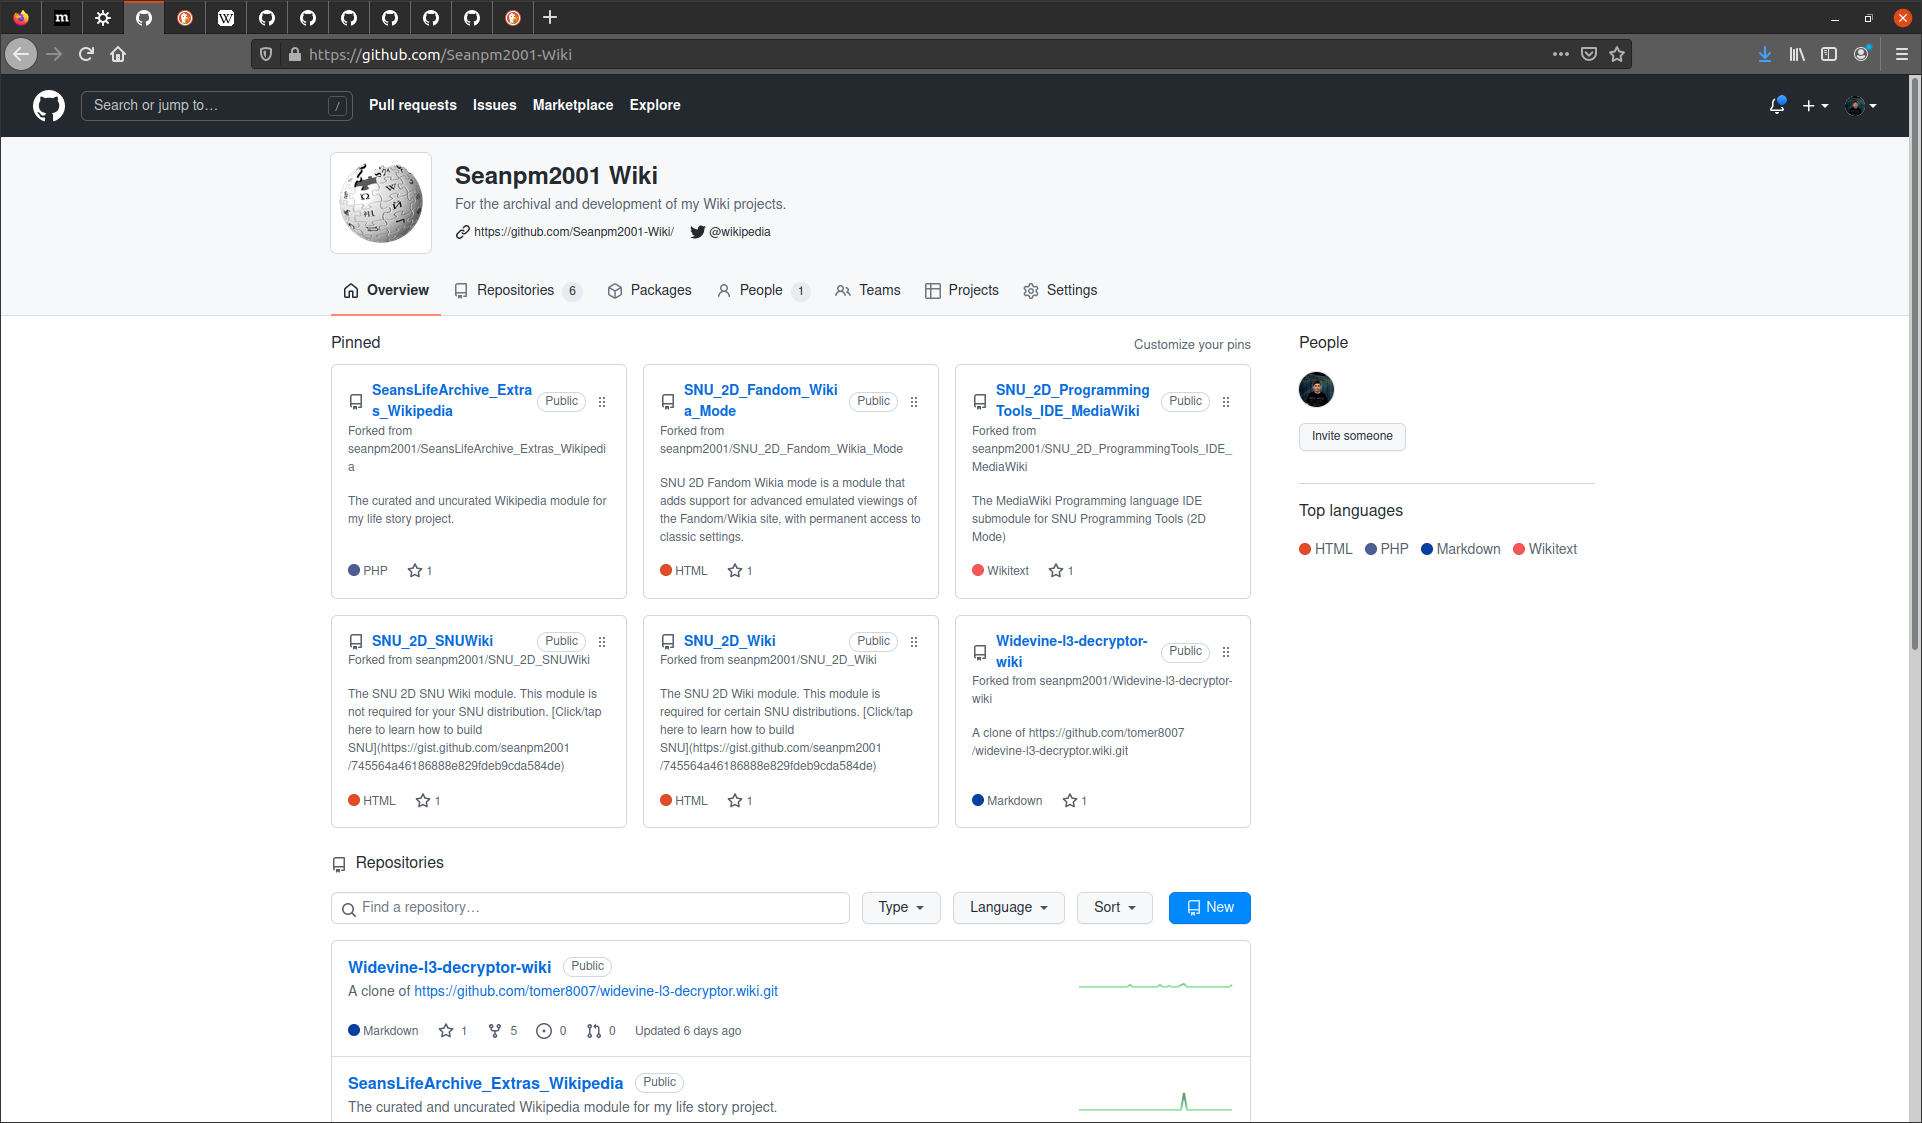 https://github.com/Seanpm2001-Wiki
Search or jump to…
/
Pull requests
Issues
Marketplace
Explore
Seanpm2001 Wiki
For the archival and development of my Wiki projects.
https://github.com/Seanpm2001-Wiki/
@wikipedia
Overview
Repositories 6
Packages
People 1
Teams
Projects
Settings
Pinned
Customize your pins
SeansLifeArchive_Extra
s_Wikipedia
Public
Forked from
seanpm2001/SeansLifeArchive_Extras_Wikipedi
a
The curated and uncurated Wikipedia module for
my life story project.
PHP
1
SNU_2D_Fandom_Wiki
a_Mode
Public
Forked from
seanpm2001/SNU_2D_Fandom_Wikia_Mode
SNU 2D Fandom Wikia mode is a module that
adds support for advanced emulated viewings of
the Fandom/Wikia site, with permanent access to
classic settings.
HTML
1
SNU_2D_Programming
Tools_IDE_MediaWiki
Public
Forked from
seanpm2001/SNU_2D_ProgrammingTools_IDE_
MediaWiki
The MediaWiki Programming language IDE
submodule for SNU Programming Tools (2D
Mode)
Wikitext
1
SNU_2D_SNUWiki
Public
Forked from seanpm2001/SNU_2D_SNUWiki
The SNU 2D SNU Wiki module. This module is
not required for your SNU distribution. [Click/tap
here to learn how to build
SNU](https://gist.github.com/seanpm2001
/745564a46186888e829fdeb9cda584de)
HTML
1
SNU_2D_Wiki
Public
Forked from seanpm2001/SNU_2D_Wiki
The SNU 2D Wiki module. This module is
required for certain SNU distributions. [Click/tap
here to learn how to build
SNU](https://gist.github.com/seanpm2001
/745564a46186888e829fdeb9cda584de)
HTML
1
Widevine-l3-decryptor-
wiki
Public
Forked from seanpm2001/Widevine-l3-decryptor-
wiki
A clone of https://github.com/tomer8007
/widevine-l3-decryptor.wiki.git
Markdown
1
People
Invite someone
Top languages
HTML PHP Markdown Wikitext
Repositories
Find a repository…
Type
Language
Sort
New
Widevine-l3-decryptor-wiki
Public
A clone of https://github.com/tomer8007/widevine-l3-decryptor.wiki.git
Markdown 1 5 0 0 Updated 6 days ago
SeansLifeArchive_Extras_Wikipedia
Public
The curated and uncurated Wikipedia module for my life story project.